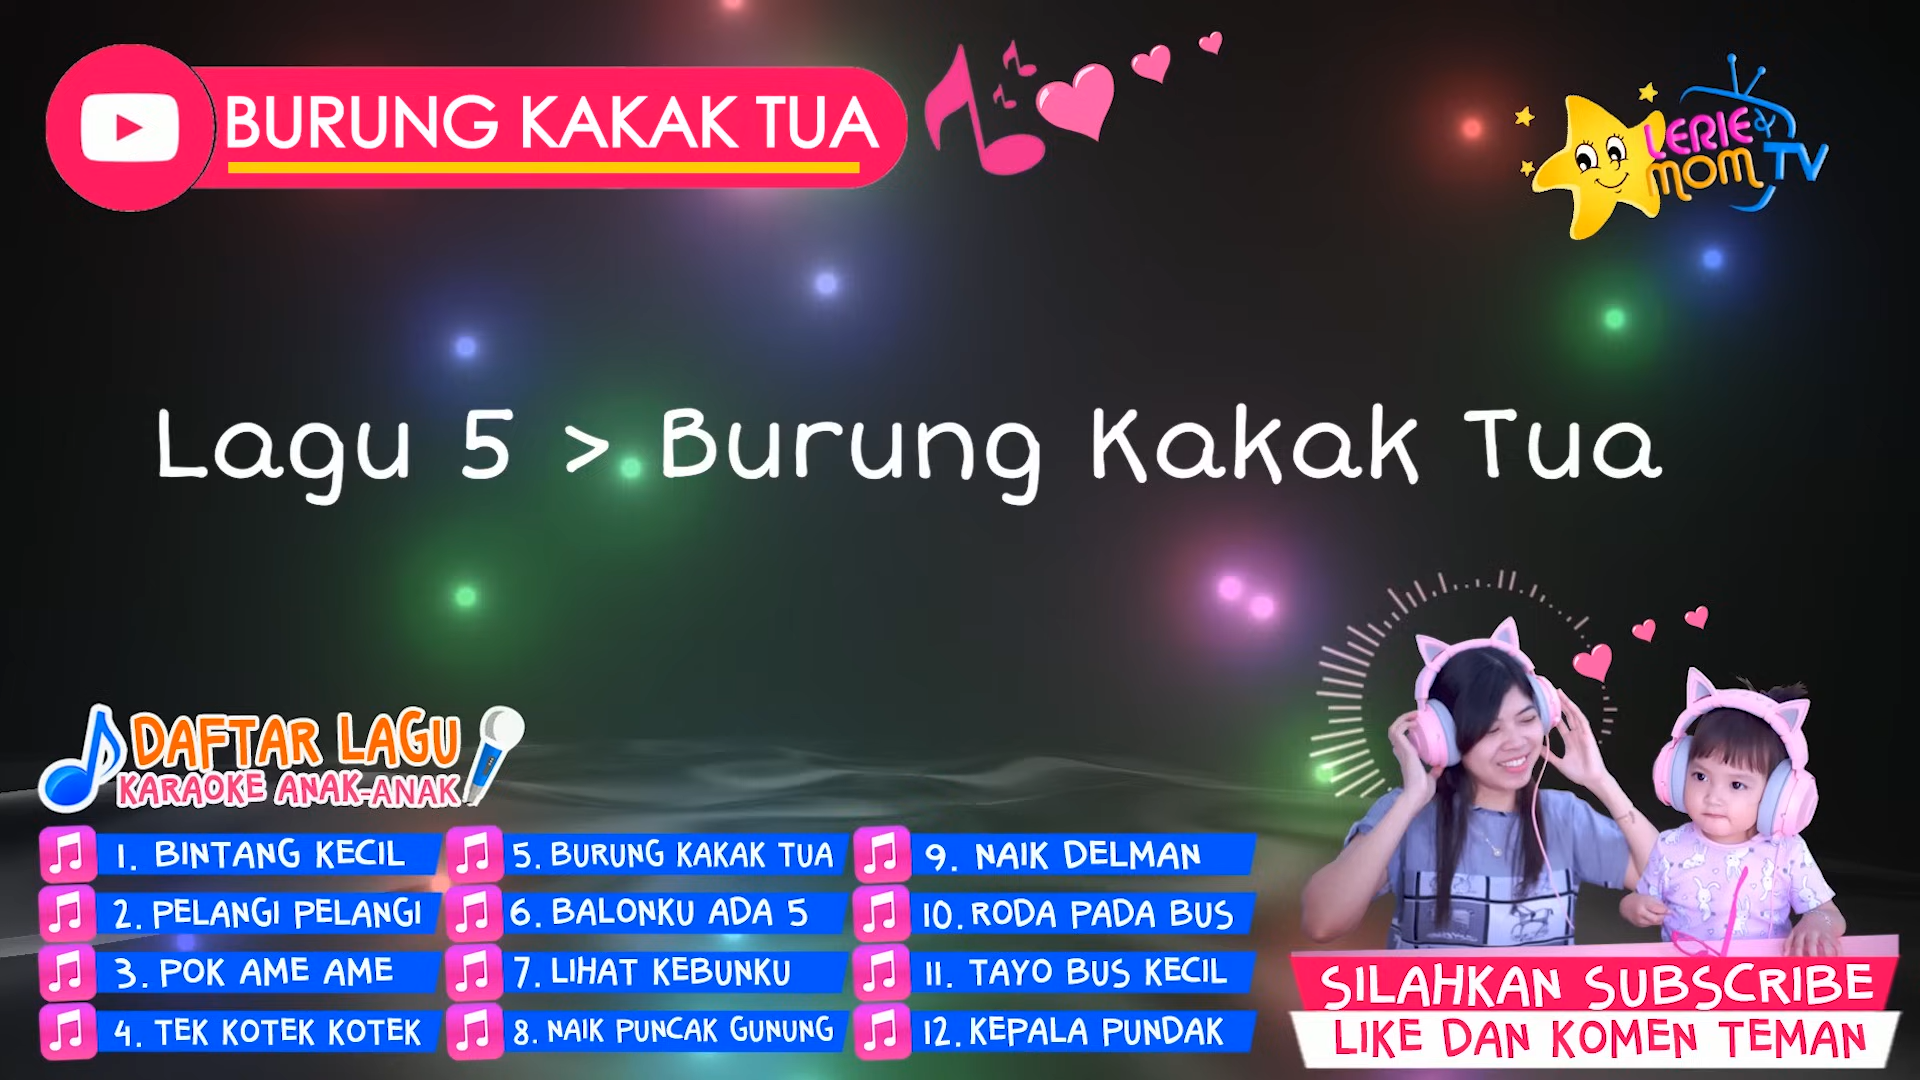 BURUNG KAKAK TUA
LERIE &
MOM TV
Lagu 5 > Burung Kakak Tua
DAFTAR LAGU
KARAOKE ANAK-ANAK
1. BINTANG KECIL
2. PELANGI PELANGI
3. POK AME AME
4. TEK KOTEK KOTEK
5. BURUNG KAKAK TUA
6. BALONKU ADA 5
7. LIHAT KEBUNKU
8. NAIK PUNCAK GUNUNG
9. NAIK DELMAN
10. RODA PADA BUS
11. TAYO BUS KECIL
12. KEPALA PUNDAK
SILAHKAN SUBSCRIBE
LIKE DAN KOMEN TEMAN